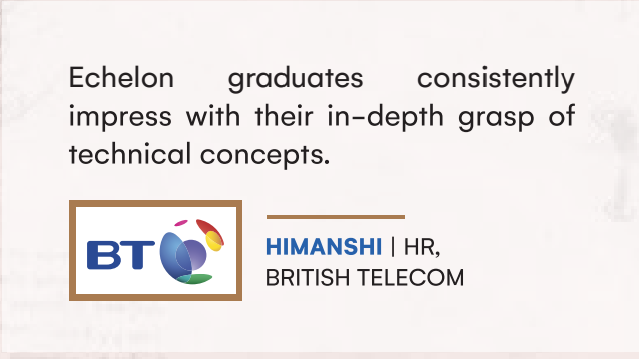 Echelon graduates consistently
impress with their in-depth grasp of
technical concepts.
BT
HIMANSHI | HR,
BRITISH TELECOM